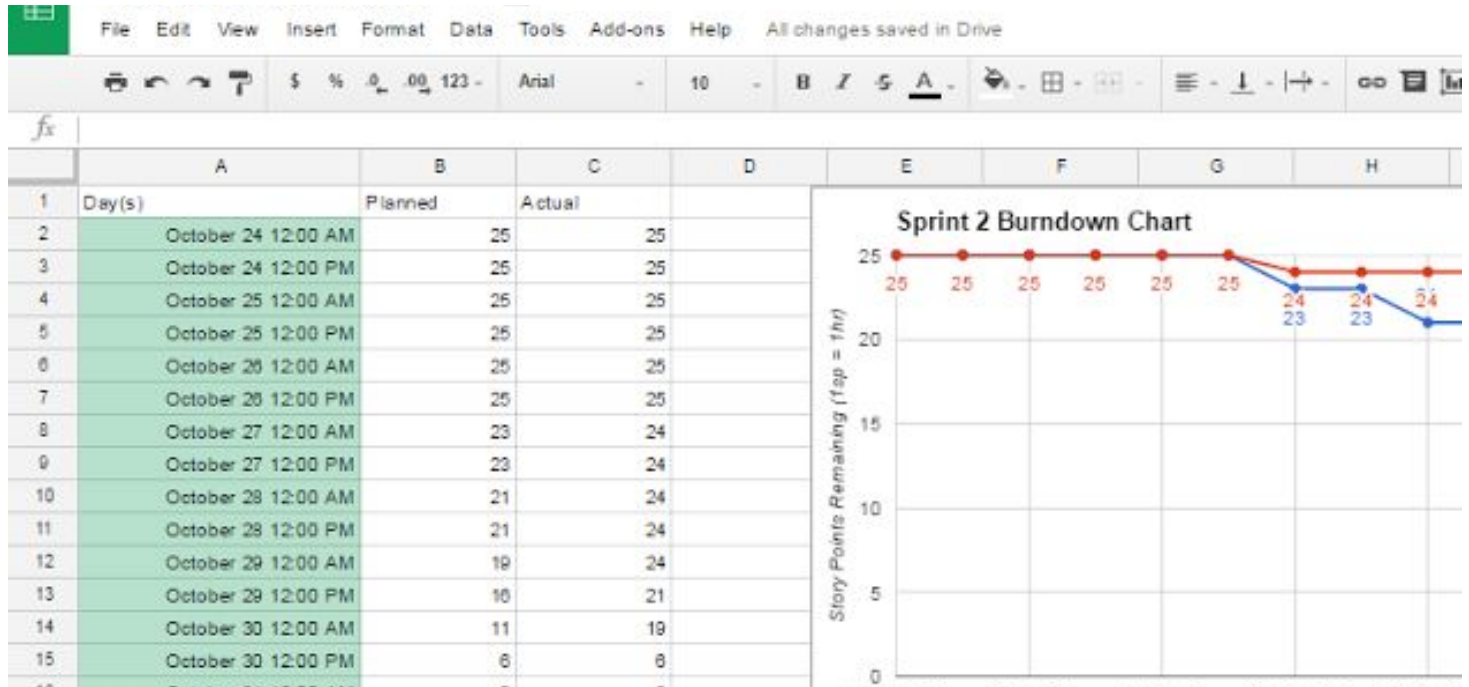 File Edit View Insert Format Data Tools Add-ons Help All changes saved in Drive
$ % .0 .00 123 Arial 10 B I S A
fx
A B C D E F G H
1 Day(s) Planned Actual
2 October 24 12:00 AM 25 25
3 October 24 12:00 PM 25 25
4 October 25 12:00 AM 25 25
5 October 25 12:00 PM 25 25
6 October 26 12:00 AM 25 25
7 October 26 12:00 PM 25 25
8 October 27 12:00 AM 23 24
9 October 27 12:00 PM 23 24
10 October 28 12:00 AM 21 24
11 October 28 12:00 PM 21 24
12 October 29 12:00 AM 19 24
13 October 29 12:00 PM 16 21
14 October 30 12:00 AM 11 19
15 October 30 12:00 PM 6 6
Sprint 2 Burndown Chart
Story Points Remaining (1sp = 1hr)
25
20
15
10
5
0
25 25 25 25 25 25 24 24 24
23 23